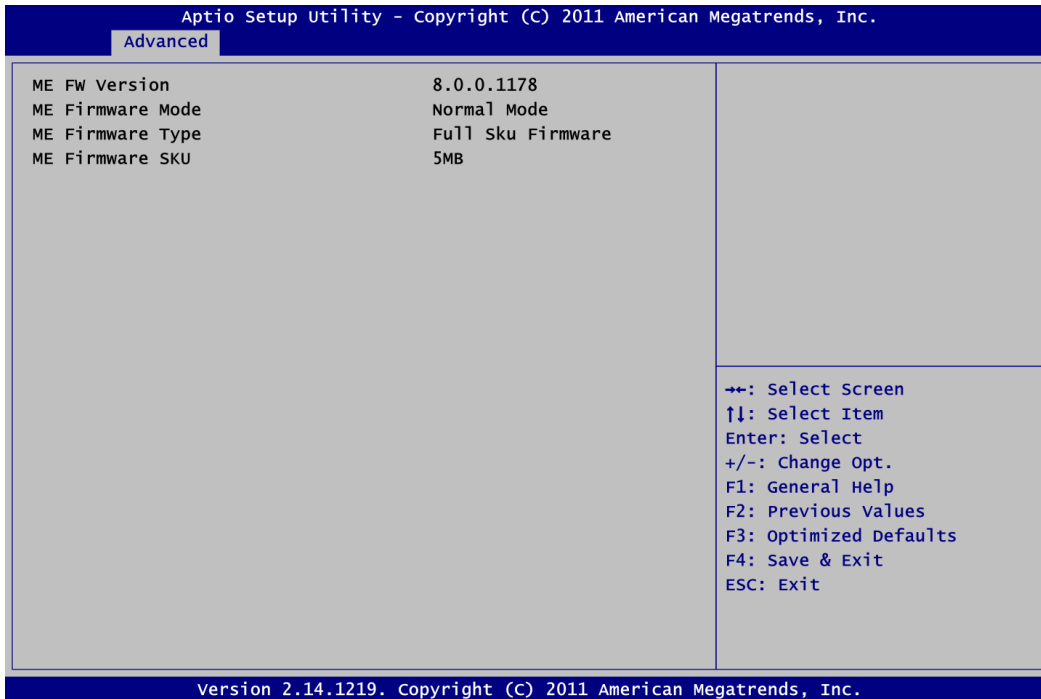 Aptio Setup Utility - Copyright (C) 2011 American Megatrends, Inc.
Advanced
ME FW Version 8.0.0.1178
ME Firmware Mode Normal Mode
ME Firmware Type Full Sku Firmware
ME Firmware SKU 5MB
→←: Select Screen
↑↓: Select Item
Enter: Select
+/-: Change Opt.
F1: General Help
F2: Previous Values
F3: Optimized Defaults
F4: Save & Exit
ESC: Exit
Version 2.14.1219. Copyright (C) 2011 American Megatrends, Inc.